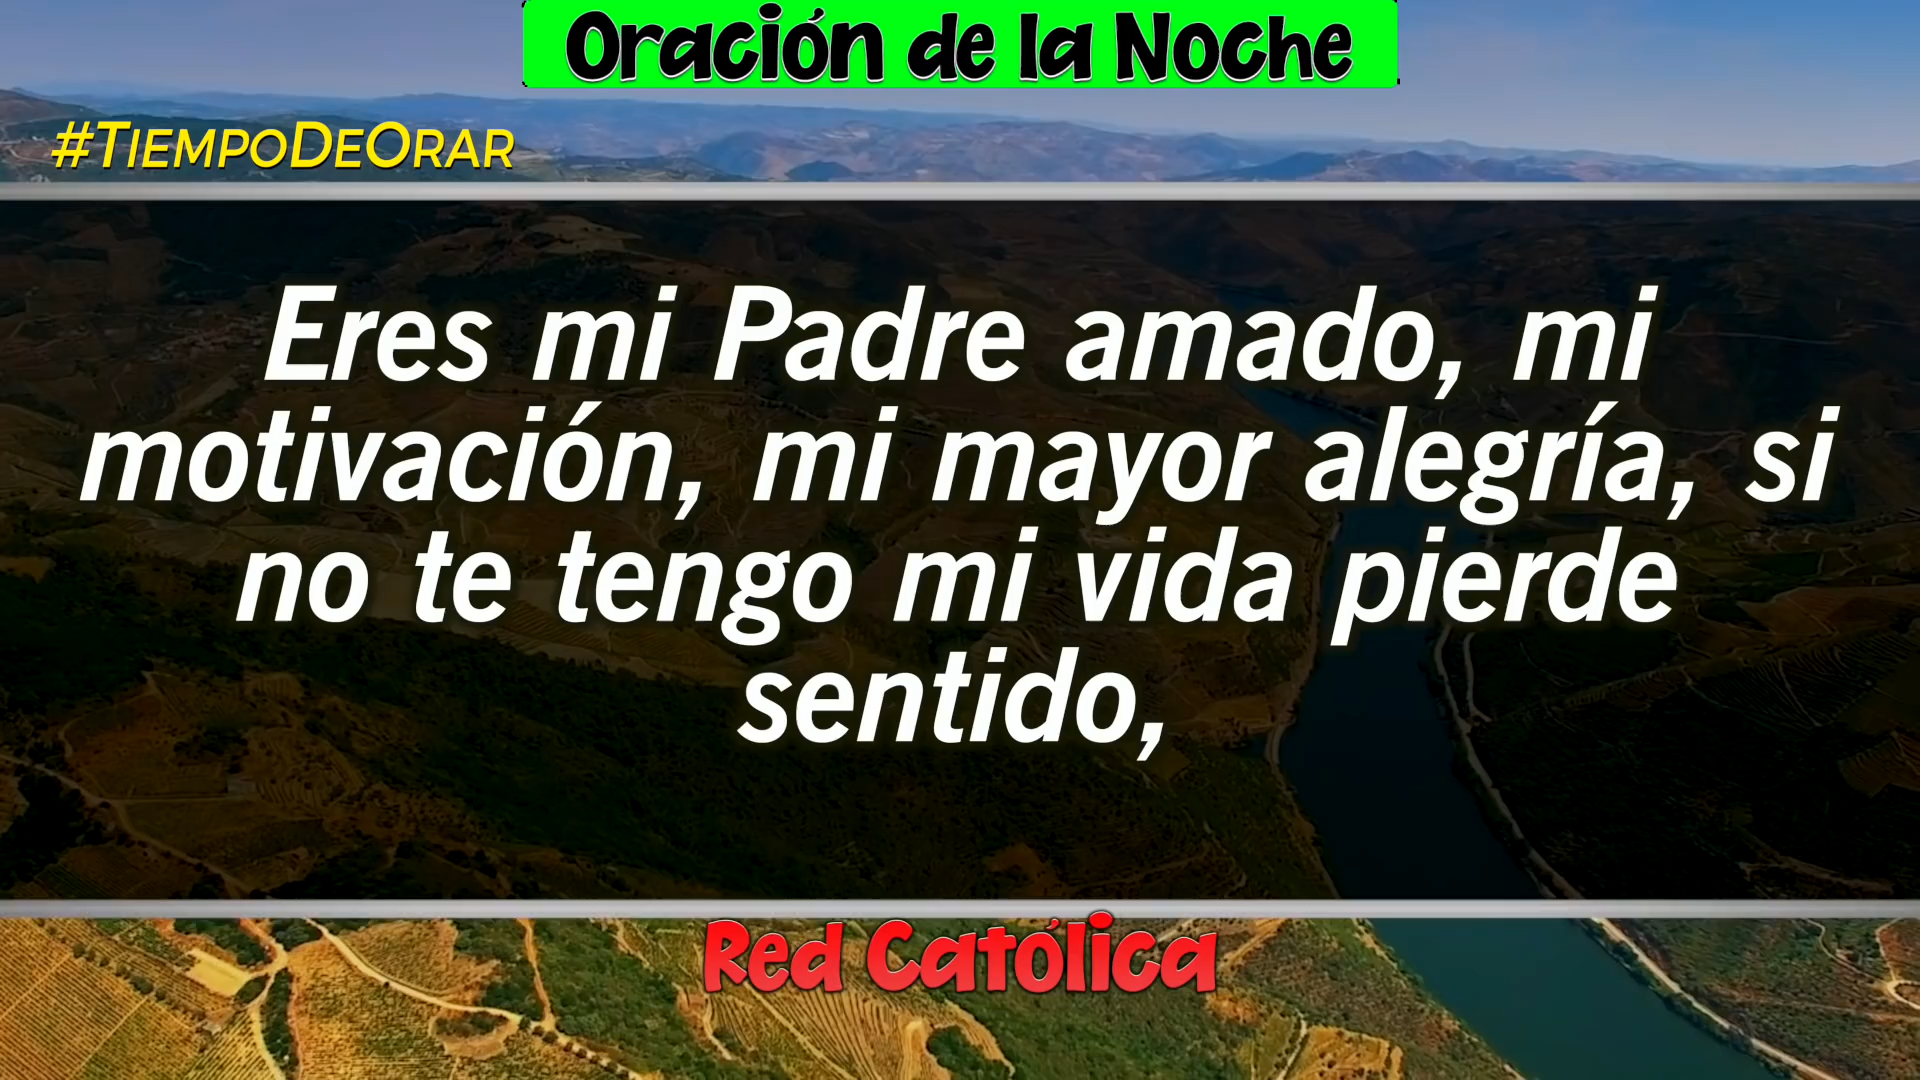 Oración de la Noche
#TiempoDeOrar
Eres mi Padre amado, mi
motivación, mi mayor alegría, si
no te tengo mi vida pierde
sentido,
Red Católica